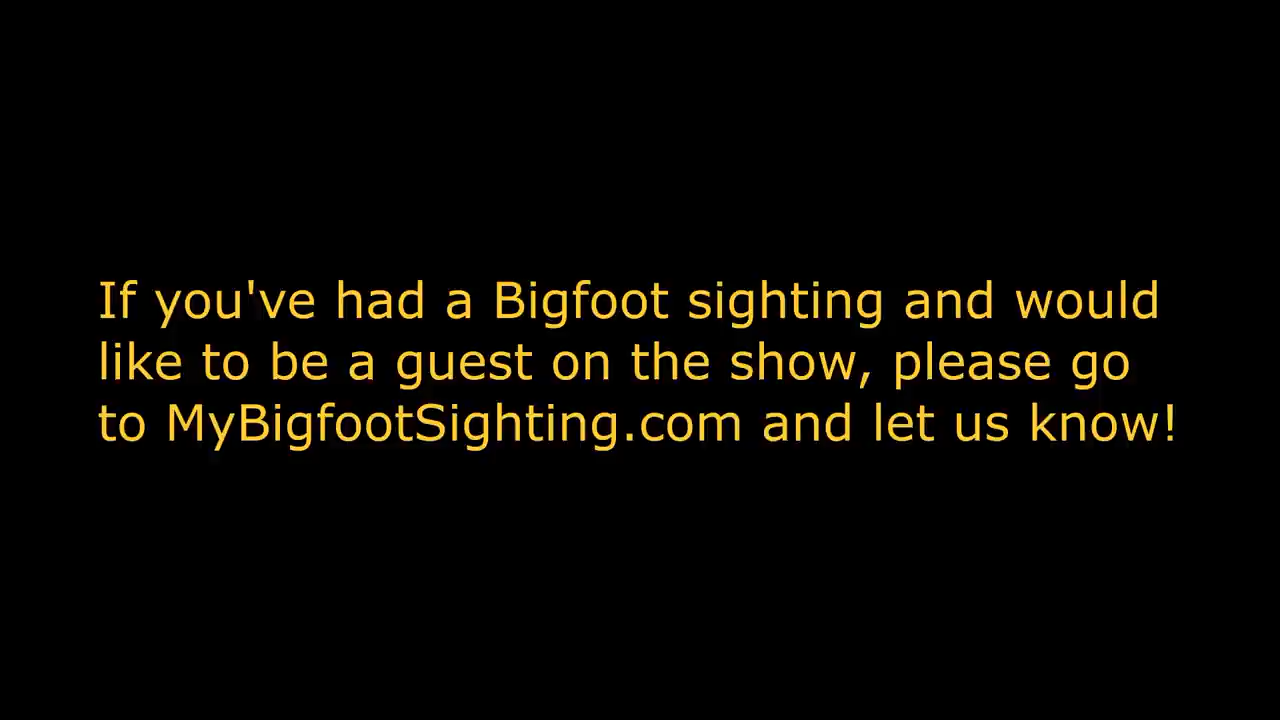 If you've had a Bigfoot sighting and would
like to be a guest on the show, please go
to MyBigfootSighting.com and let us know!